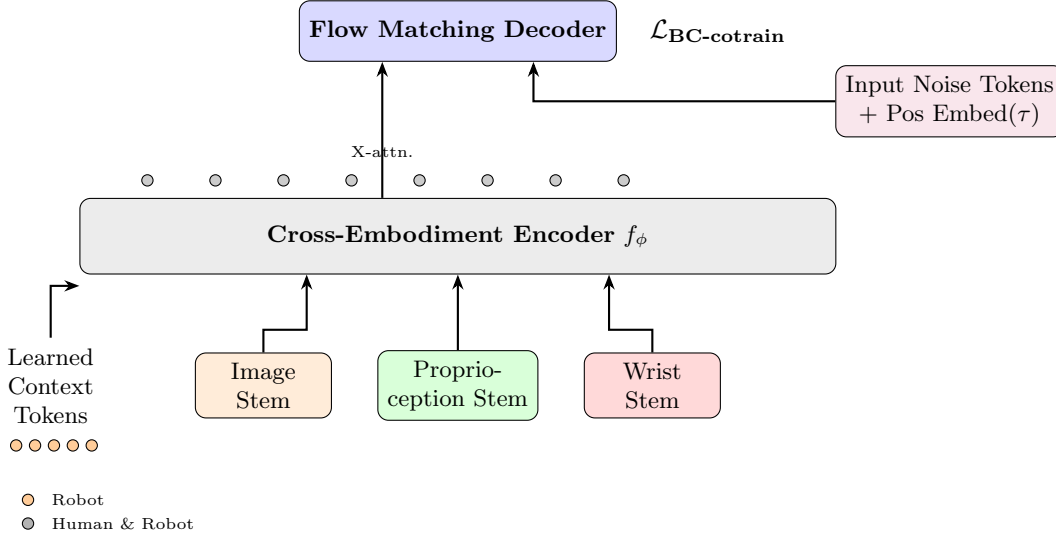 Flow Matching Decoder
ℒ_BC-cotrain
Input Noise Tokens
+ Pos Embed(τ)
X-attn.
Cross-Embodiment Encoder f_ϕ
Learned
Context
Tokens
Image
Stem
Proprio-
ception Stem
Wrist
Stem
Robot
Human & Robot